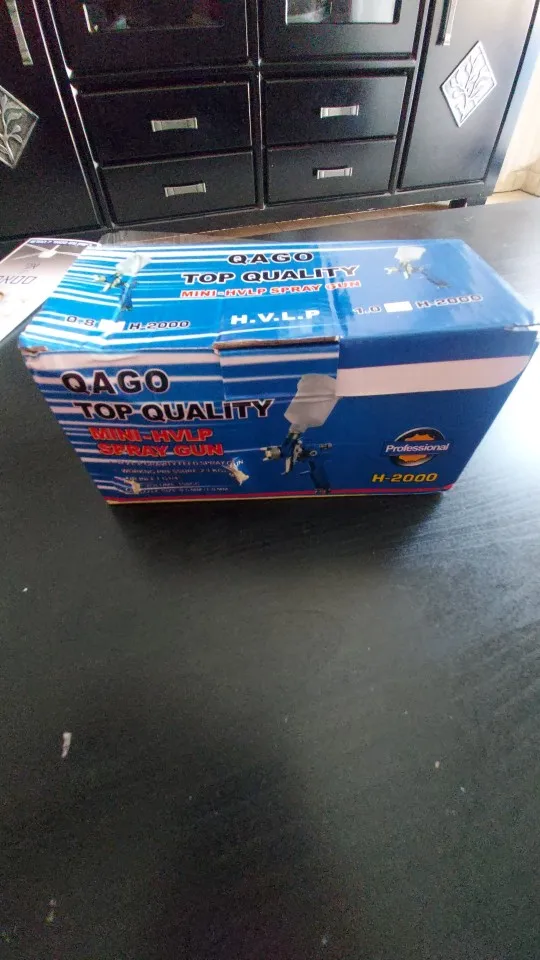 QAGO
TOP QUALITY
MINI-HVLP SPRAY GUN
0.8 H-2000
H.V.L.P
1.0 H-2000
QAGO
TOP QUALITY
MINI-HVLP
SPRAY GUN
Professional
H-2000